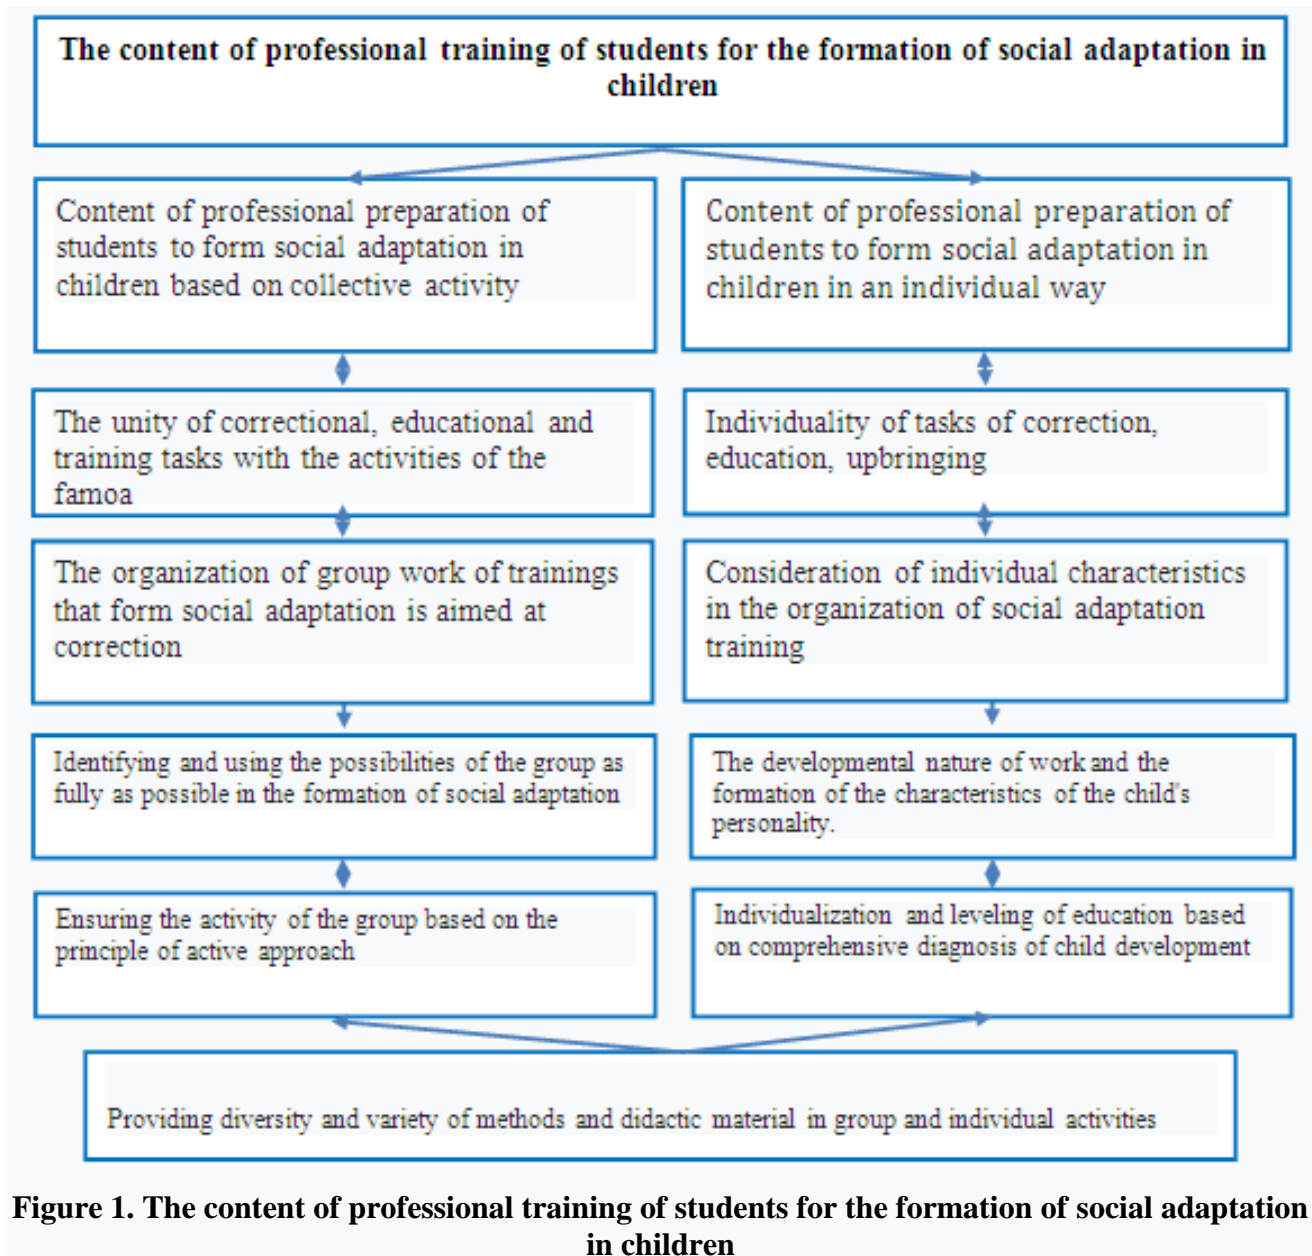 The content of professional training of students for the formation of social adaptation in
children
Content of professional preparation of
students to form social adaptation in
children based on collective activity
Content of professional preparation of
students to form social adaptation in
children in an individual way
The unity of correctional, educational and
training tasks with the activities of the
famoa
Individuality of tasks of correction,
education, upbringing
The organization of group work of trainings
that form social adaptation is aimed at
correction
Consideration of individual characteristics
in the organization of social adaptation
training
Identifying and using the possibilities of the group as
fully as possible in the formation of social adaptation
The developmental nature of work and the
formation of the characteristics of the child's
personality.
Ensuring the activity of the group based on the
principle of active approach
Individualization and leveling of education based
on comprehensive diagnosis of child development
Providing diversity and variety of methods and didactic material in group and individual activities
Figure 1. The content of professional training of students for the formation of social adaptation
in children